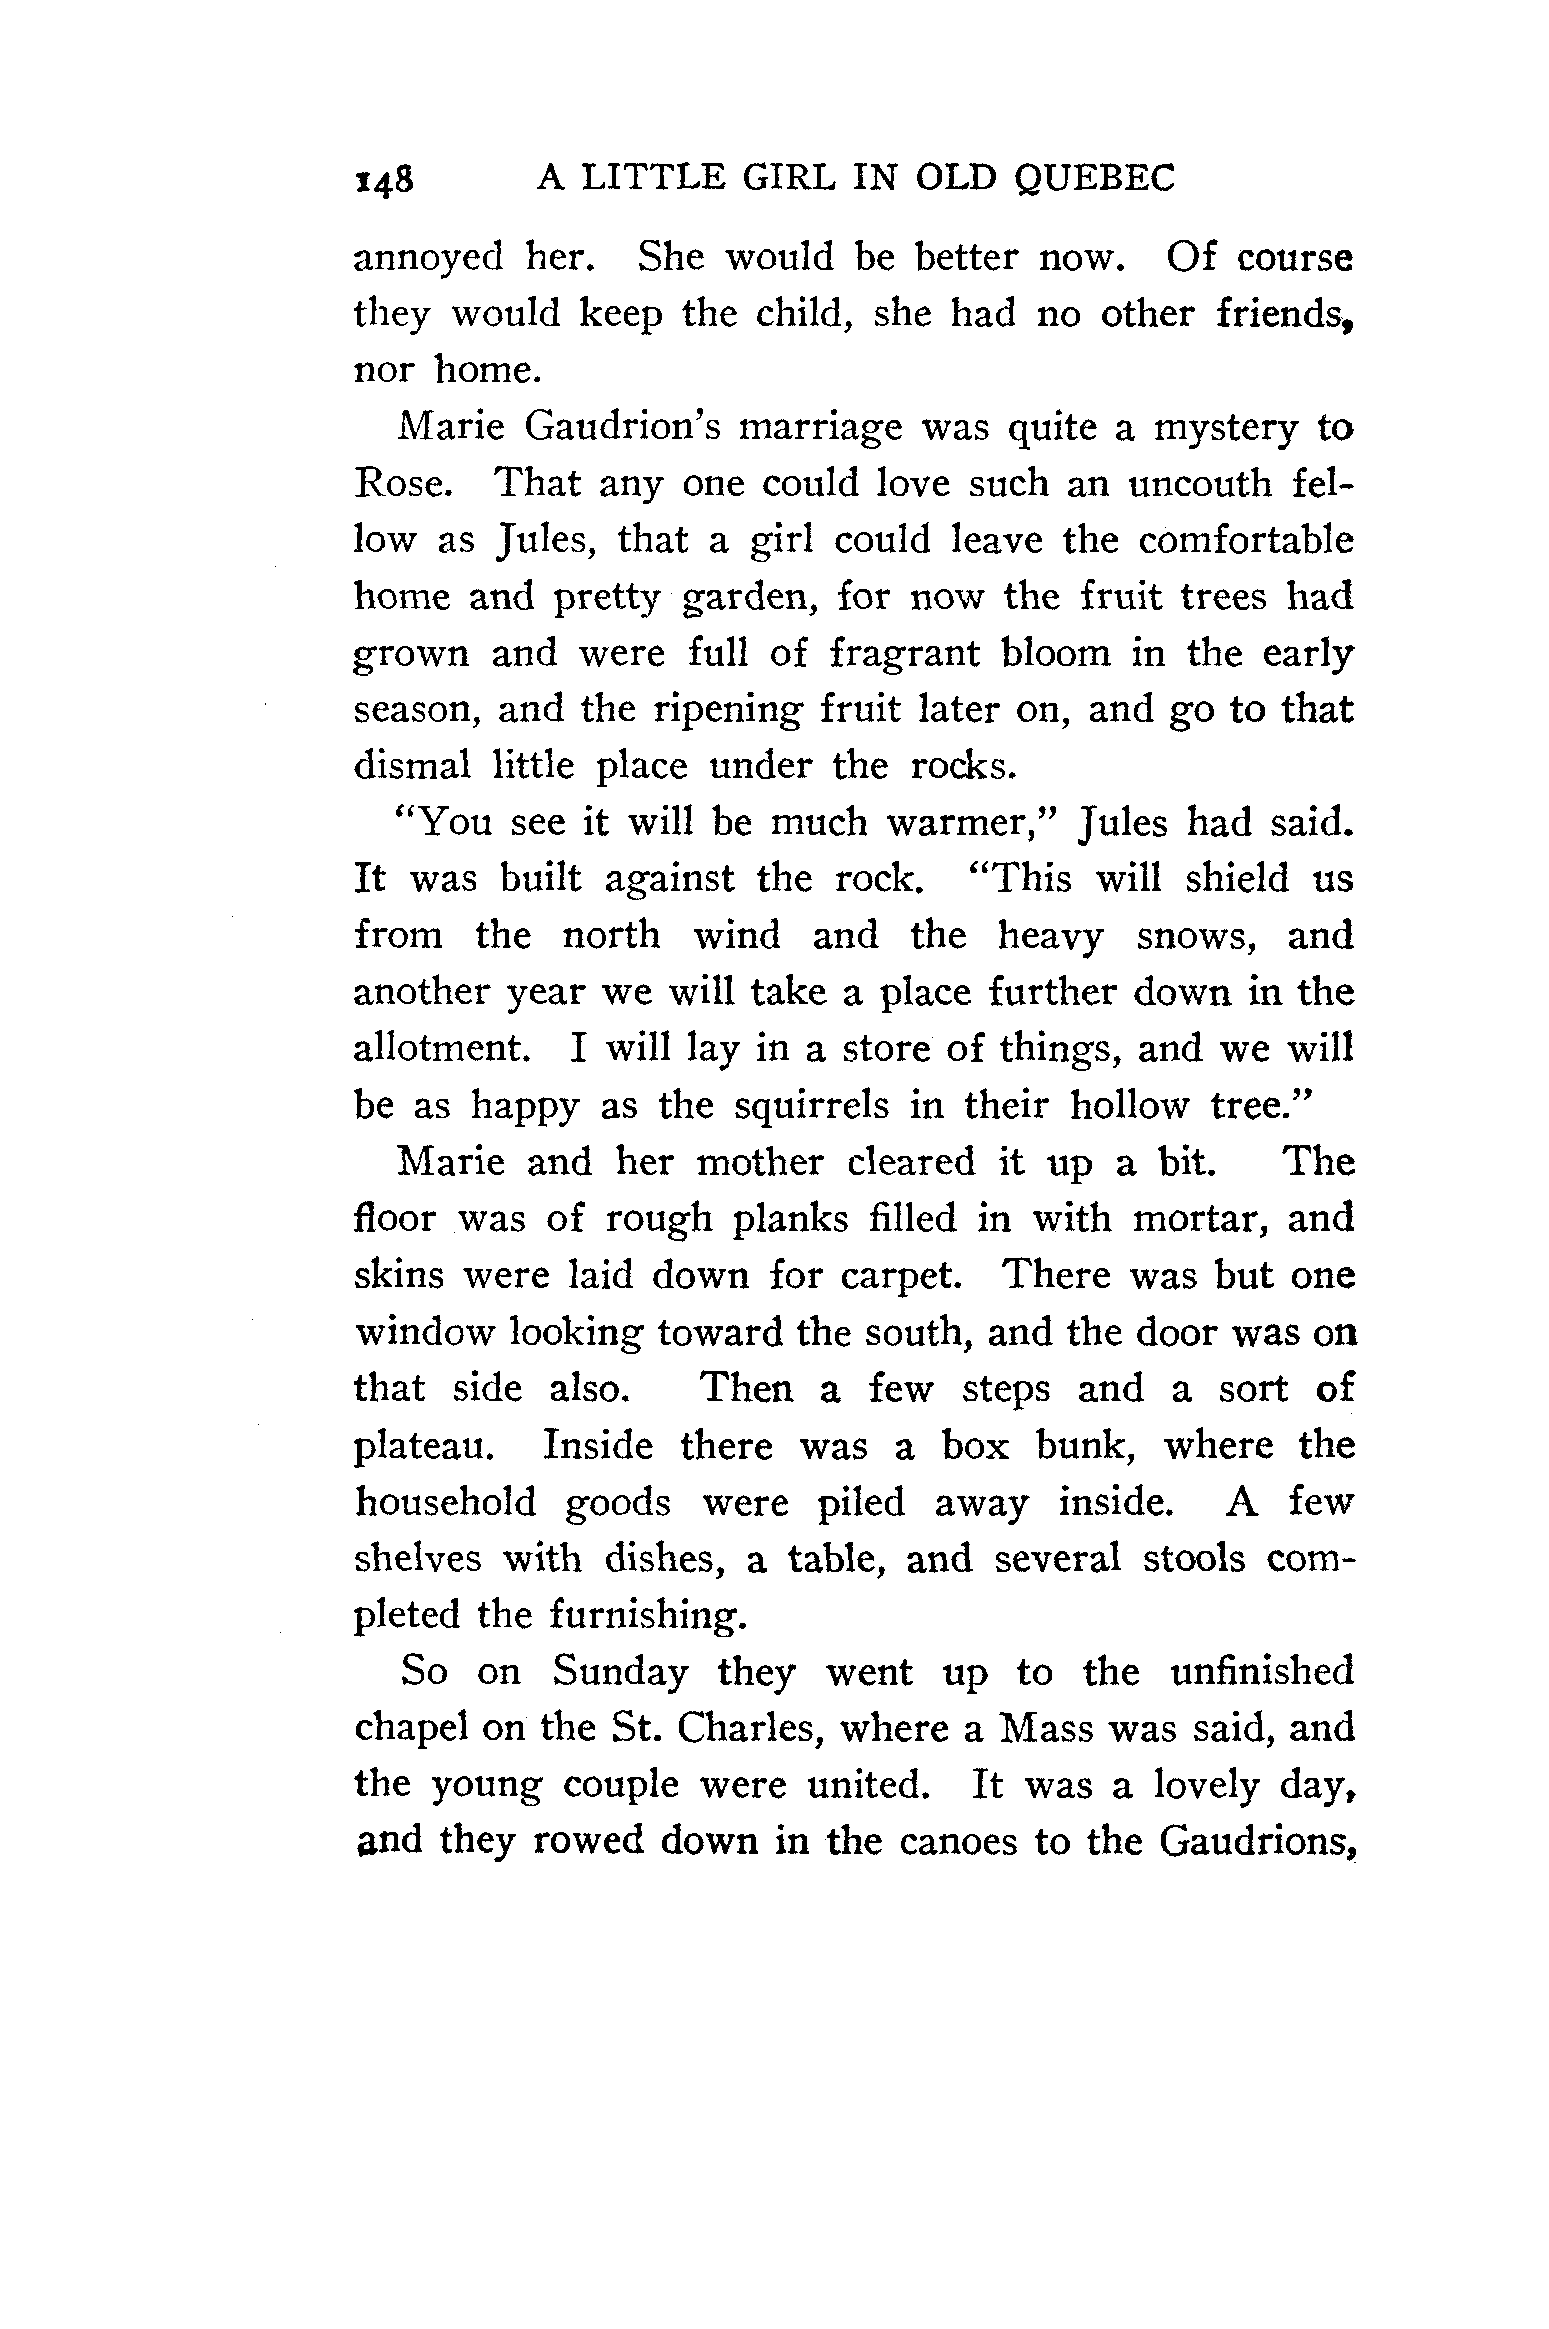 148 A LITTLE GIRL IN OLD QUEBEC
annoyed her. She would be better now. Of course
they would keep the child, she had no other friends,
nor home.
Marie Gaudrion's marriage was quite a mystery to
Rose. That any one could love such an uncouth fel-
low as Jules, that a girl could leave the comfortable
home and pretty garden, for now the fruit trees had
grown and were full of fragrant bloom in the early
season, and the ripening fruit later on, and go to that
dismal little place under the rocks.
“You see it will be much warmer,” Jules had said.
It was built against the rock. “This will shield us
from the north wind and the heavy snows, and
another year we will take a place further down in the
allotment. I will lay in a store of things, and we will
be as happy as the squirrels in their hollow tree.”
Marie and her mother cleared it up a bit. The
floor was of rough planks filled in with mortar, and
skins were laid down for carpet. There was but one
window looking toward the south, and the door was on
that side also. Then a few steps and a sort of
plateau. Inside there was a box bunk, where the
household goods were piled away inside. A few
shelves with dishes, a table, and several stools com-
pleted the furnishing.
So on Sunday they went up to the unfinished
chapel on the St. Charles, where a Mass was said, and
the young couple were united. It was a lovely day,
and they rowed down in the canoes to the Gaudrions,